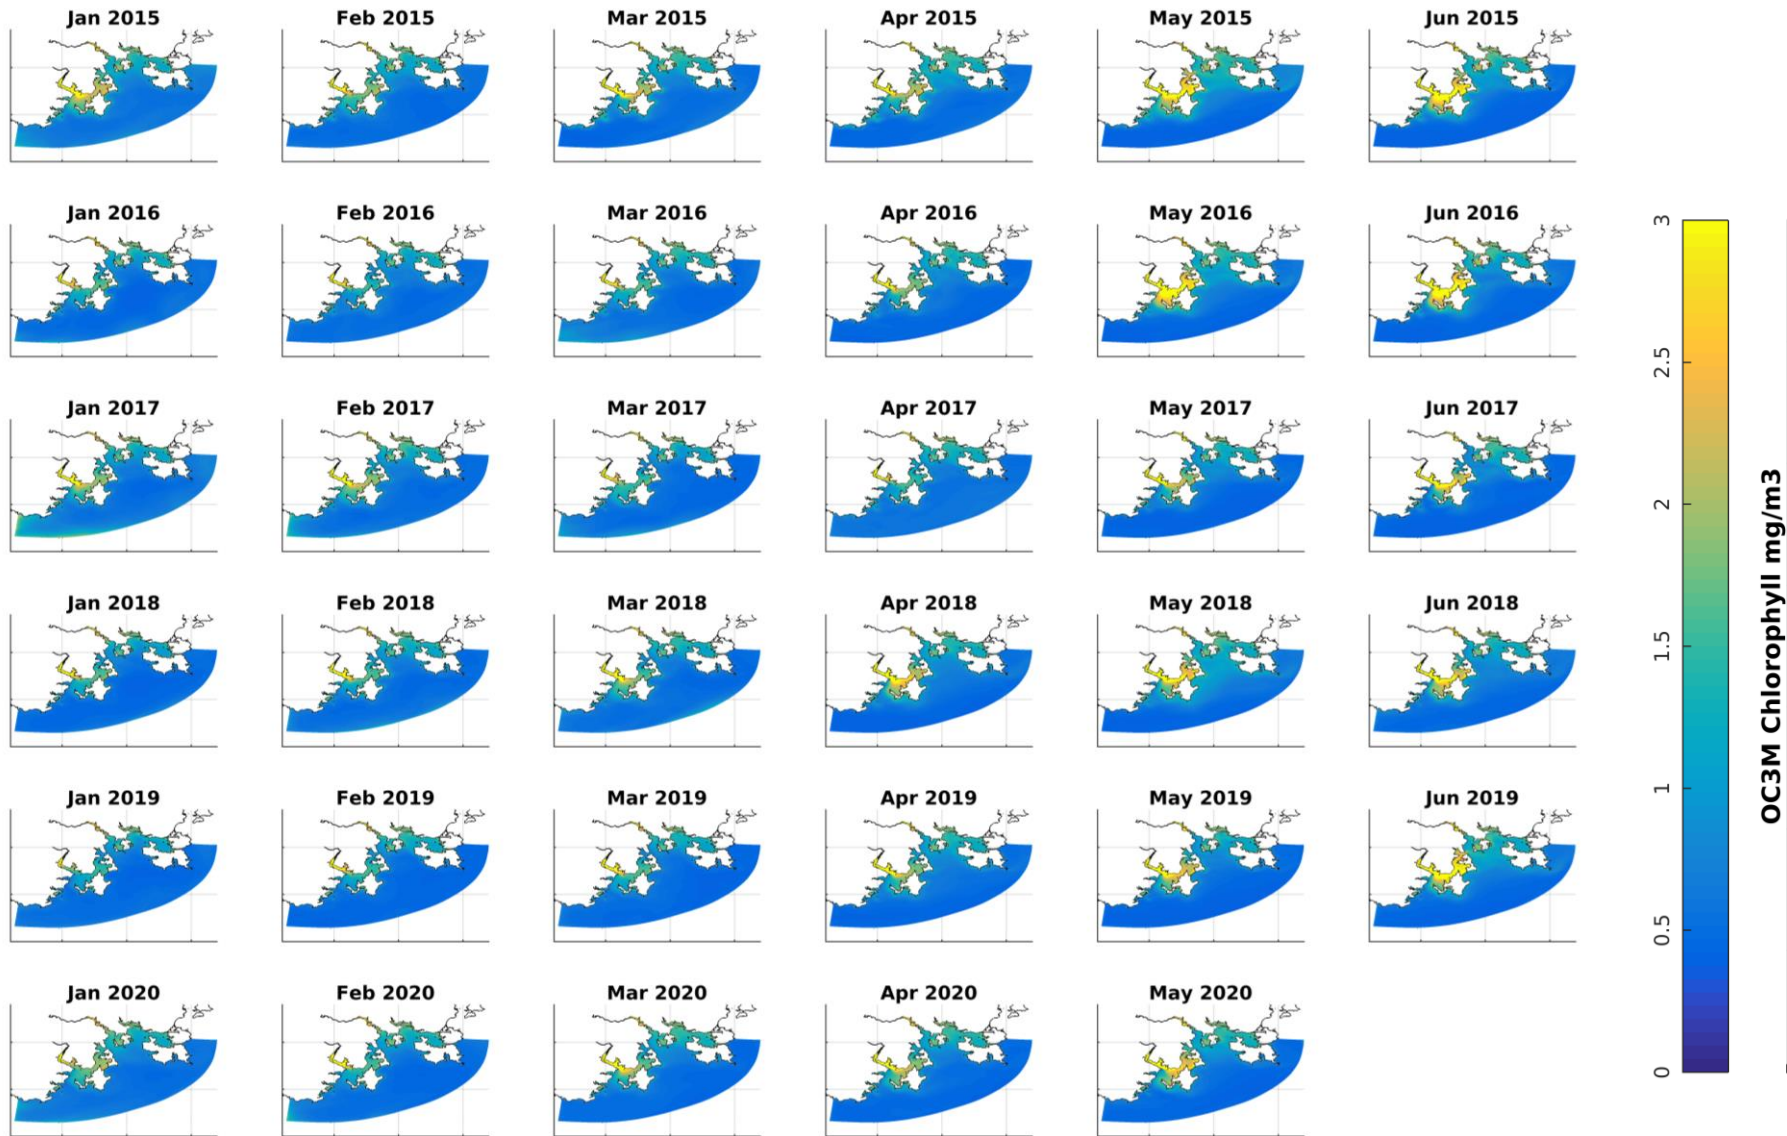 Jan 2015 Feb 2015 Mar 2015 Apr 2015 May 2015 Jun 2015
Jan 2016 Feb 2016 Mar 2016 Apr 2016 May 2016 Jun 2016
Jan 2017 Feb 2017 Mar 2017 Apr 2017 May 2017 Jun 2017
Jan 2018 Feb 2018 Mar 2018 Apr 2018 May 2018 Jun 2018
Jan 2019 Feb 2019 Mar 2019 Apr 2019 May 2019 Jun 2019
Jan 2020 Feb 2020 Mar 2020 Apr 2020 May 2020
3
2.5
2
1.5
1
0.5
0
OC3M Chlorophyll mg/m3